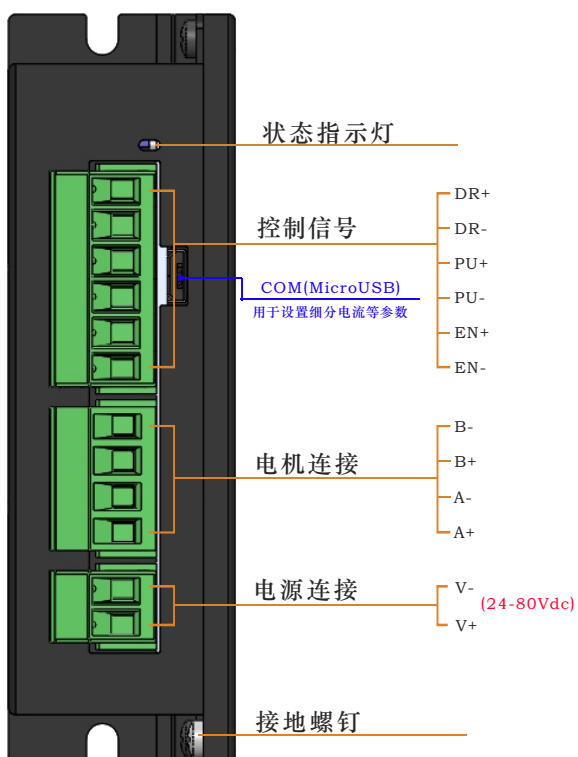 状态指示灯
控制信号
DR+
DR-
PU+
PU-
EN+
EN-
COM(MicroUSB)
用于设置细分电流等参数
电机连接
B-
B+
A-
A+
电源连接
V-
(24-80Vdc)
V+
接地螺钉